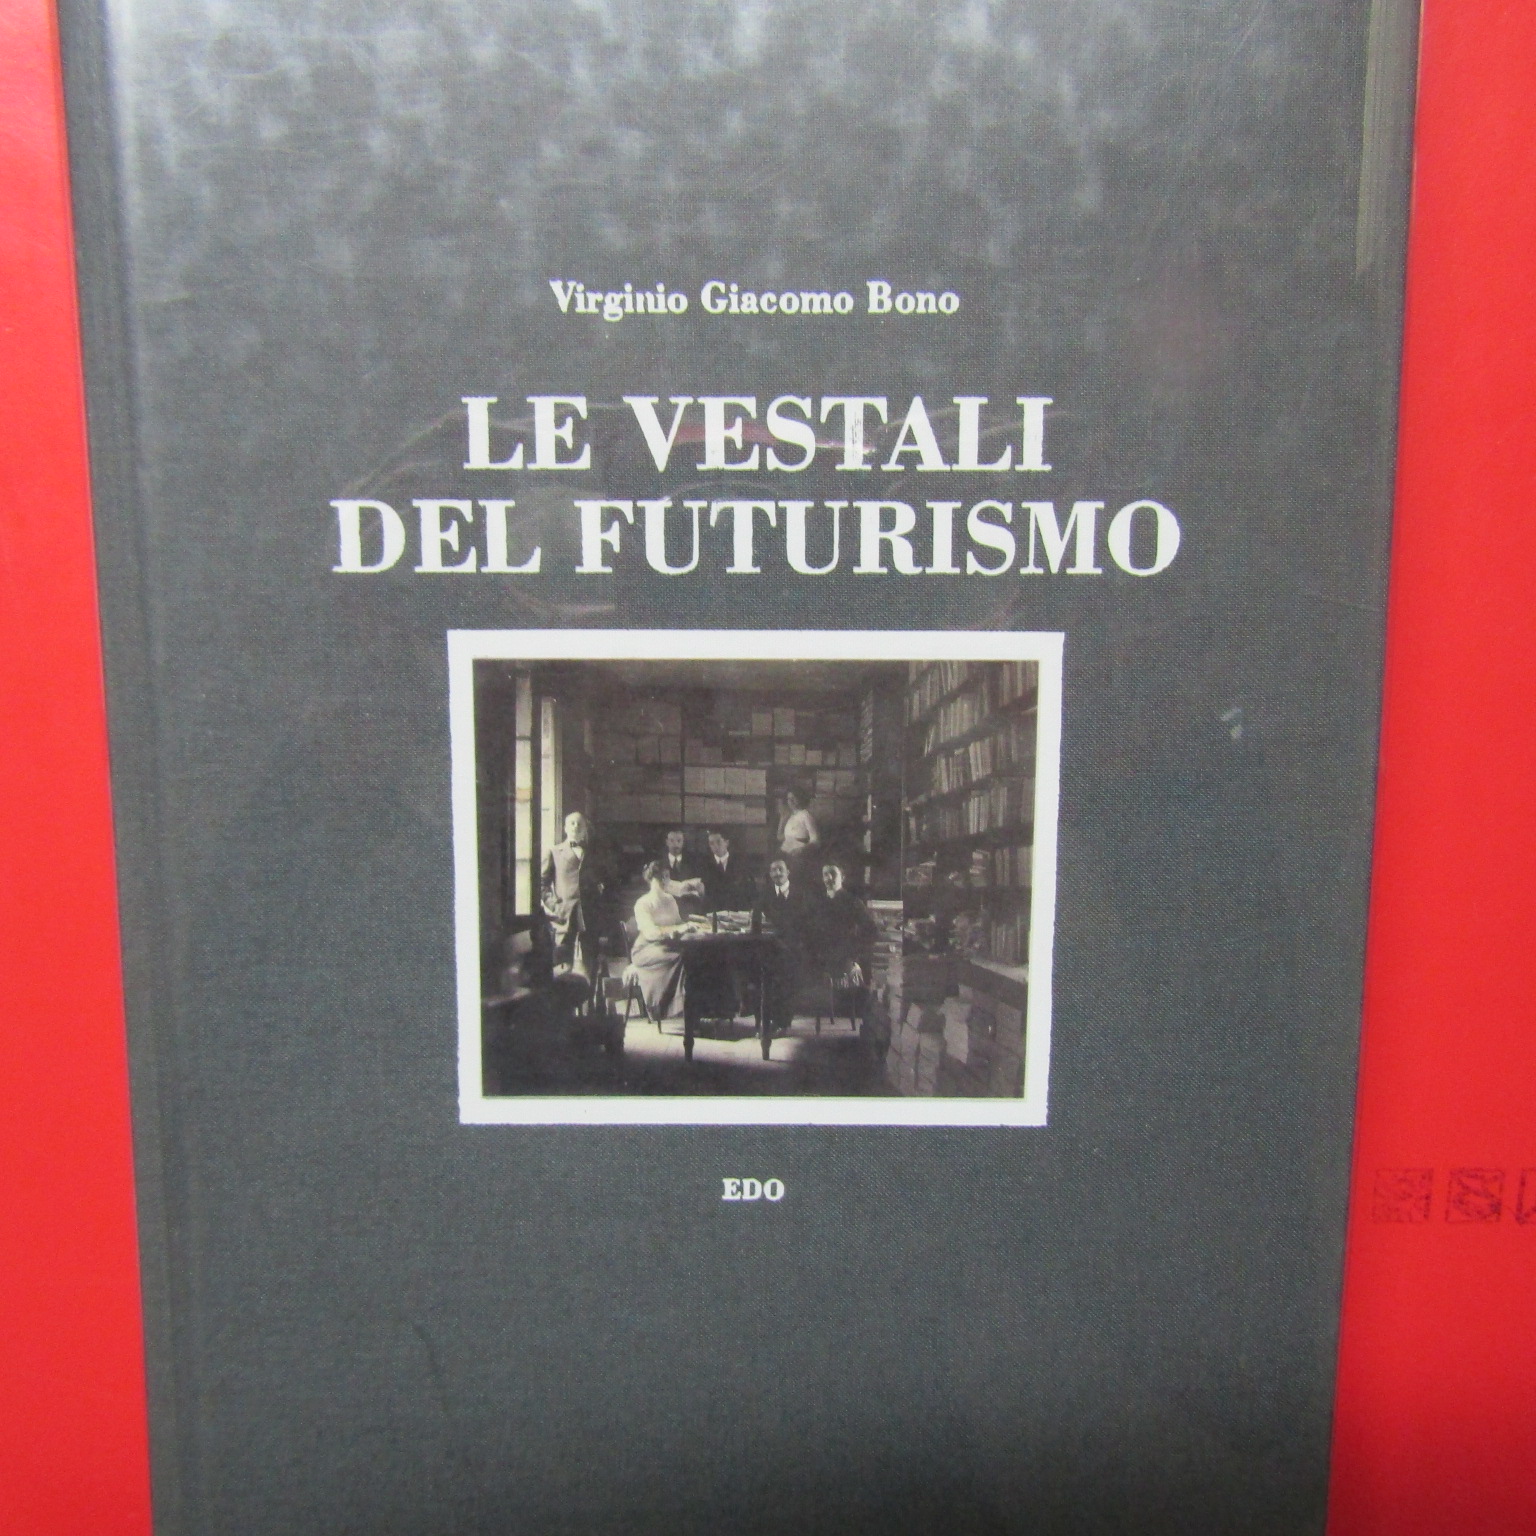 Virginio Giacomo Bono
LE VESTALI
DEL FUTURISMO
EDO